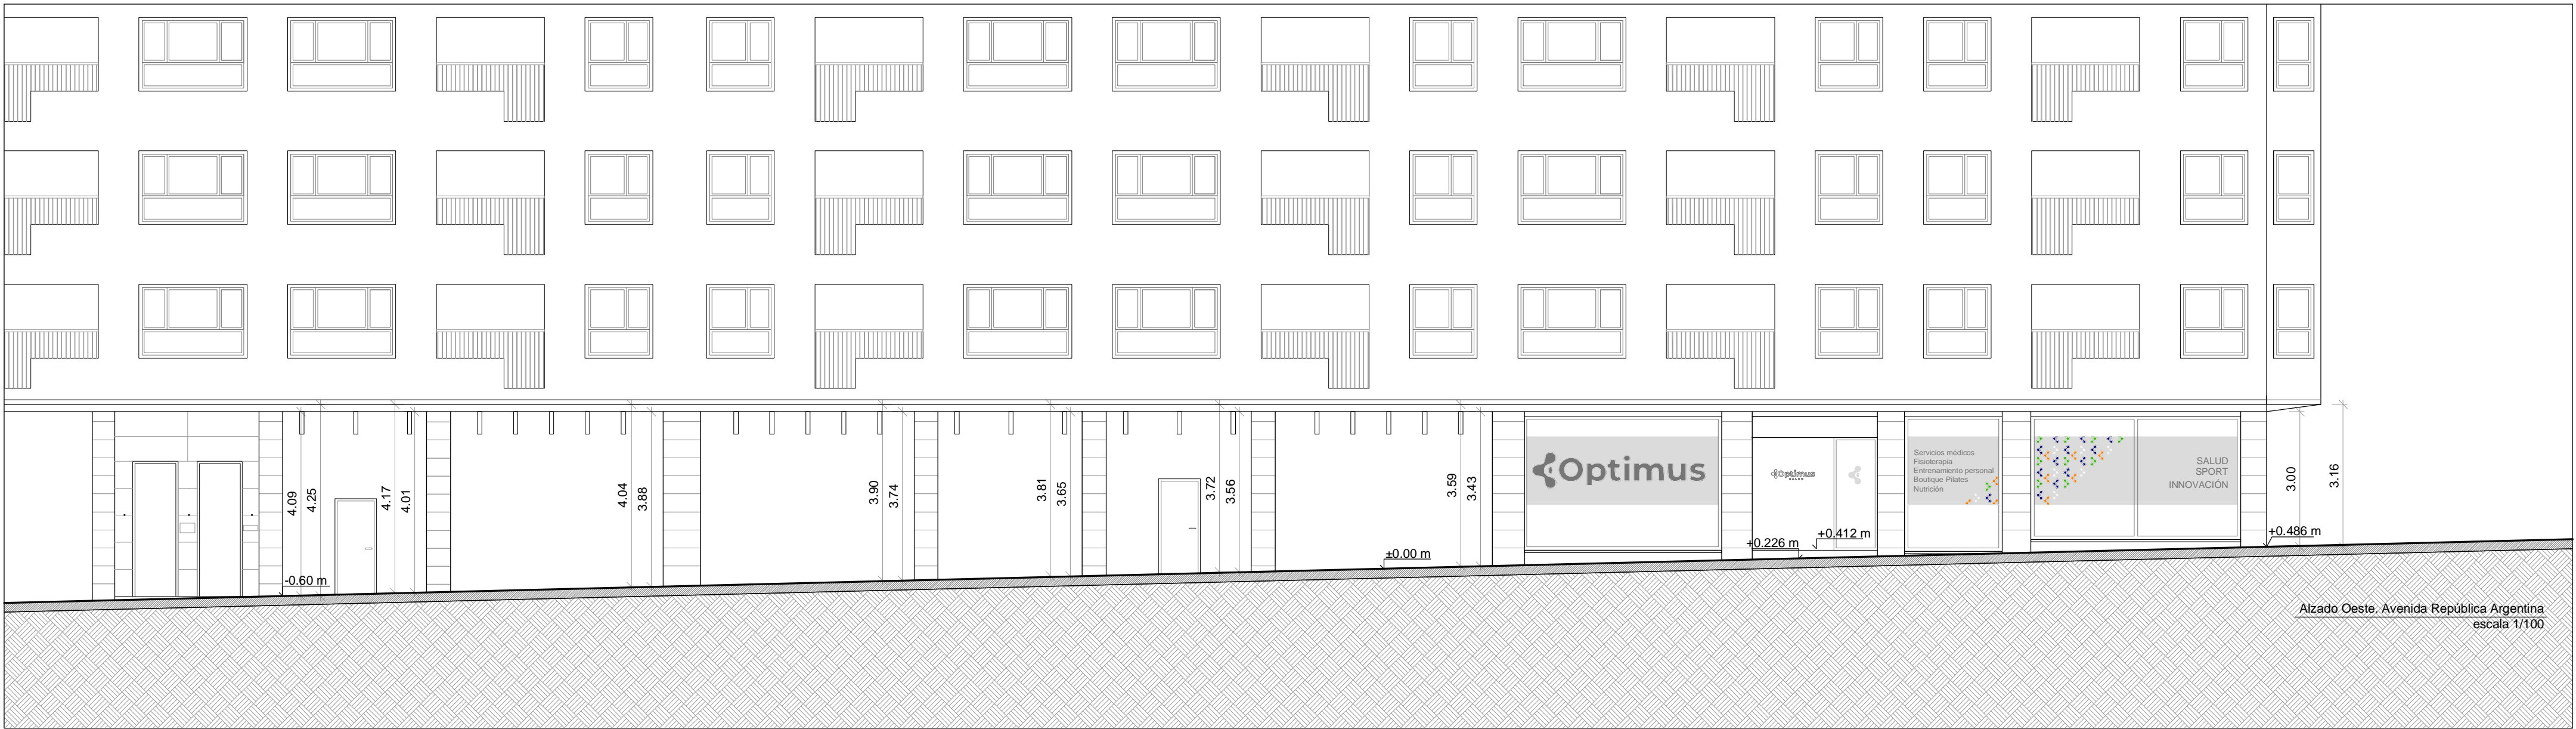 4.09
4.25
4.17
4.01
4.04
3.88
3.90
3.74
3.81
3.65
3.72
3.56
3.59
3.43
3.00
3.16
-0.60 m
±0.00 m
+0.226 m
+0.412 m
+0.486 m
Optimus
Optimus
SALUD
Servicios médicos
Fisioterapia
Entrenamiento personal
Boutique Pilates
Nutrición
SALUD
SPORT
INNOVACIÓN
Alzado Oeste. Avenida República Argentina
escala 1/100